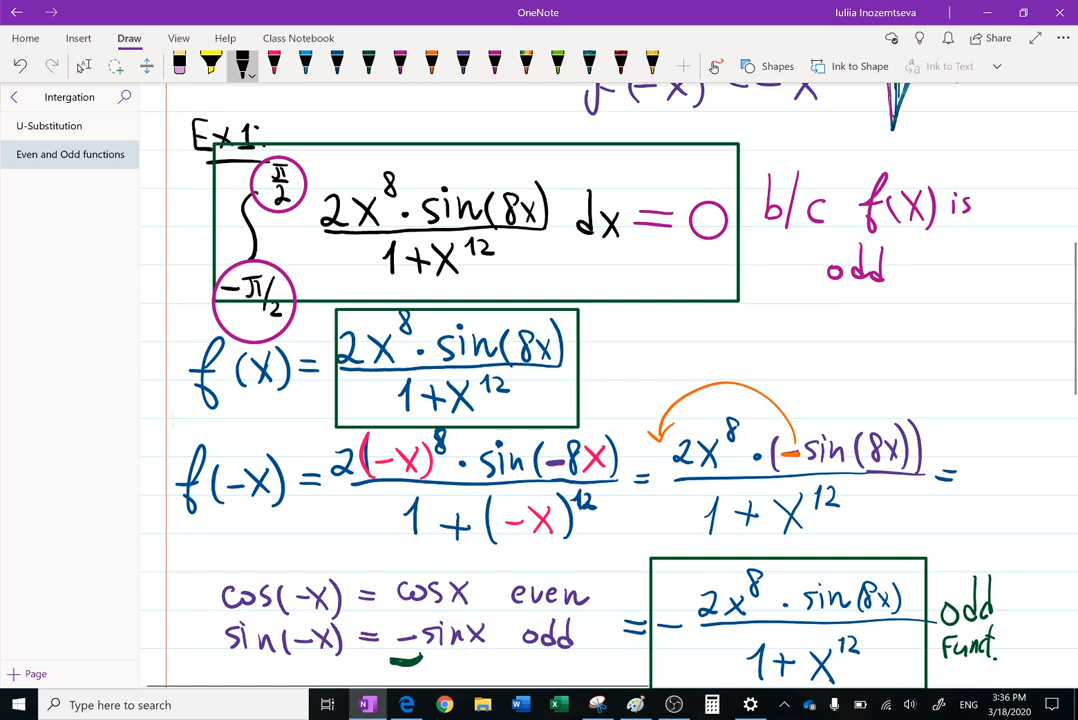 OneNote
Iuliia Inozemtseva
Home Insert Draw View Help Class Notebook
Share
Shapes Ink to Shape Ink to Text
Intergation
U-Substitution
Even and Odd functions
Page
f(-x) = -x
Ex 1:
∫_{-π/2}^{π/2} 2x^8 · sin(8x) / (1+x^12) dx = 0 b/c f(x) is
odd
f(x) = 2x^8 · sin(8x) / (1+x^12)
f(-x) = 2(-x)^8 · sin(-8x) / (1 + (-x)^12) = 2x^8 · (-sin(8x)) / (1 + x^12) =
= - 2x^8 · sin(8x) / (1 + x^12) odd
Funct.
cos(-x) = cosx even
sin(-x) = -sinx odd
Type here to search
ENG
3:36 PM
3/18/2020